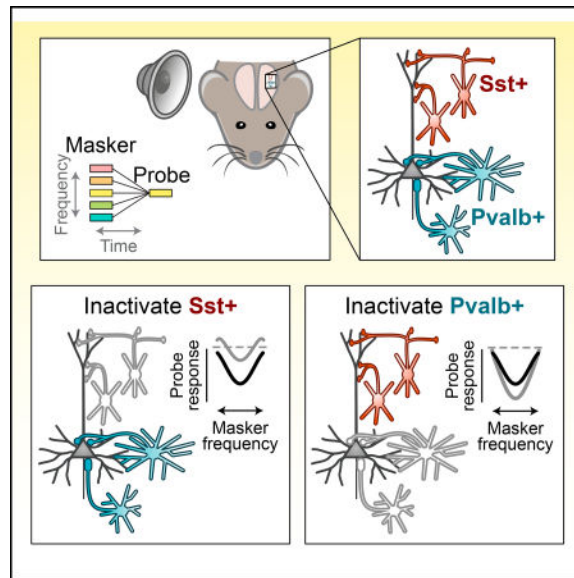 Masker
Probe
Frequency
Time
Sst+
Pvalb+
Inactivate Sst+
Probe
response
Masker
frequency
Inactivate Pvalb+
Probe
response
Masker
frequency